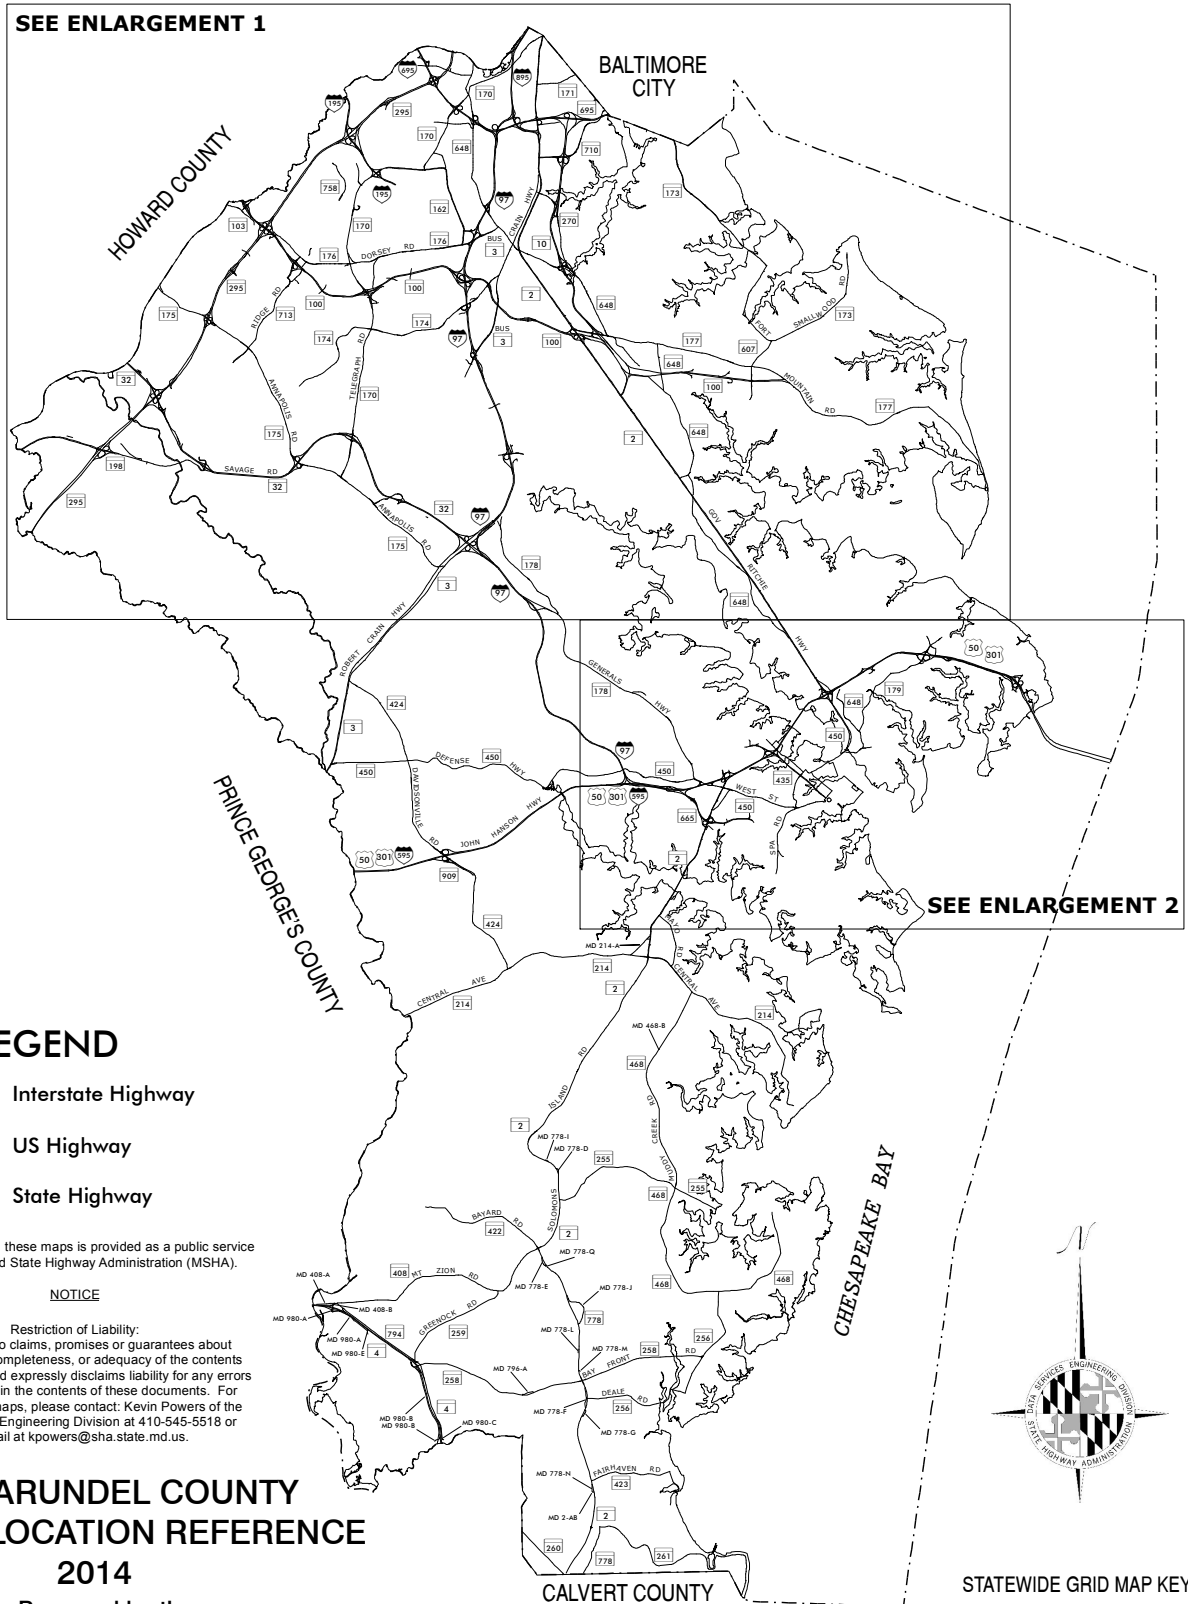 SEE ENLARGEMENT 1
BALTIMORE
CITY
HOWARD COUNTY
695
895
170
171
695
195
295
170
648
710
758
195
173
97
CRAIN HWY
162
270
103
170
176
BUS
3
10
176
DORSEY RD
295
100
100
2
648
RIDGE RD
713
175
174
174
97
BUS
3
100
177
FORT SMALLWOOD RD
173
607
648
TELEGRAPH RD
170
100
MOUNTAIN RD
177
32
ANNAPOLIS RD
175
2
648
198
SAVAGE RD
32
295
32
97
ANNAPOLIS RD
175
GOV RITCHIE HWY
178
3
97
648
ROBERT CRAIN HWY
50
301
GENERALS HWY
178
179
648
424
3
450
97
DEFENSE HWY
450
450
450
435
WEST ST
450
DAVIDSONVILLE RD
JOHN HANSON HWY
50
301
595
665
SPA RD
PRINCE GEORGE'S COUNTY
50
301
595
2
909
424
SEE ENLARGEMENT 2
MAYO RD
MD 214-A
214
2
CENTRAL AVE
214
CENTRAL AVE
214
MD 468-B
468
LEGEND
Interstate Highway
US Highway
State Highway
ISLAND RD
2
MD 778-I
MD 778-D
MUDDY CREEK RD
255
255
468
SOLOMONS
BAYARD RD
422
2
CHESAPEAKE BAY
MD 778-Q
MD 408-A
408
MT ZION RD
MD 778-E
468
468
MD 778-J
these maps is provided as a public service
d State Highway Administration (MSHA).
MD 408-B
MD 980-A
MD 980-A
MD 980-E
794
4
GREENOCK RD
259
778
MD 778-L
256
MD 778-M
258
BAY FRONT RD
258
MD 796-A
NOTICE
Restriction of Liability:
o claims, promises or guarantees about
ompleteness, or adequacy of the contents
d expressly disclaims liability for any errors
in the contents of these documents. For
aps, please contact: Kevin Powers of the
Engineering Division at 410-545-5518 or
ail at kpowers@sha.state.md.us.
DEALE RD
256
MD 778-F
4
MD 980-B
MD 980-B
MD 980-C
MD 778-G
MD 778-N
FAIRHAVEN RD
423
MD 2-AB
2
260
778
261
ARUNDEL COUNTY
LOCATION REFERENCE
2014
CALVERT COUNTY
DATA SERVICES ENGINEERING DIVISION
STATE HIGHWAY ADMINISTRATION
STATEWIDE GRID MAP KEY